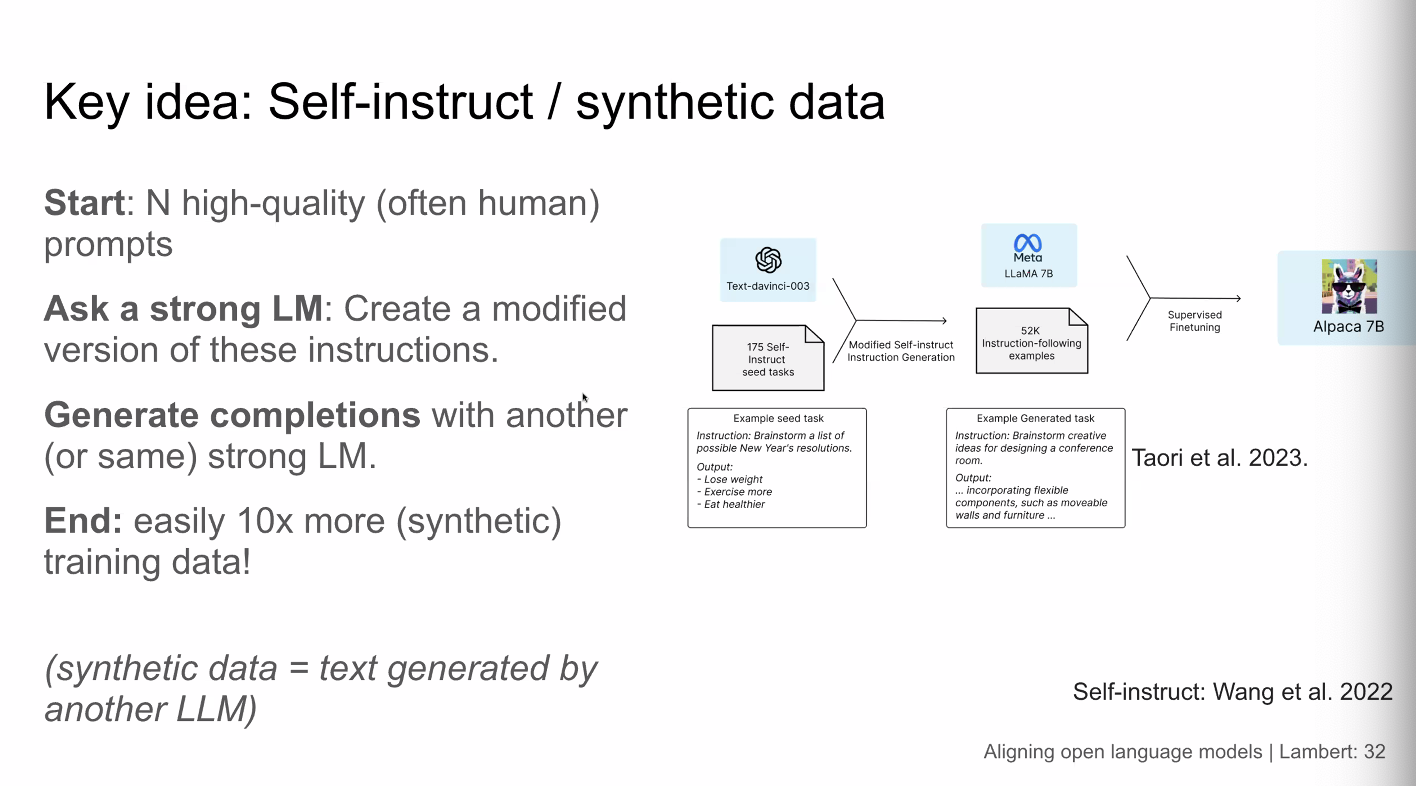 Key idea: Self-instruct / synthetic data
Start: N high-quality (often human)
prompts
Ask a strong LM: Create a modified
version of these instructions.
Generate completions with another
(or same) strong LM.
End: easily 10x more (synthetic)
training data!
(synthetic data = text generated by
another LLM)
Text-davinci-003
175 Self-
Instruct
seed tasks
Modified Self-instruct
Instruction Generation
Meta
LLaMA 7B
52K
Instruction-following
examples
Supervised
Finetuning
Alpaca 7B
Example seed task
Instruction: Brainstorm a list of
possible New Year's resolutions.
Output:
- Lose weight
- Exercise more
- Eat healthier
Example Generated task
Instruction: Brainstorm creative
ideas for designing a conference
room.
Output:
... incorporating flexible
components, such as moveable
walls and furniture ...
Taori et al. 2023.
Self-instruct: Wang et al. 2022
Aligning open language models | Lambert: 32